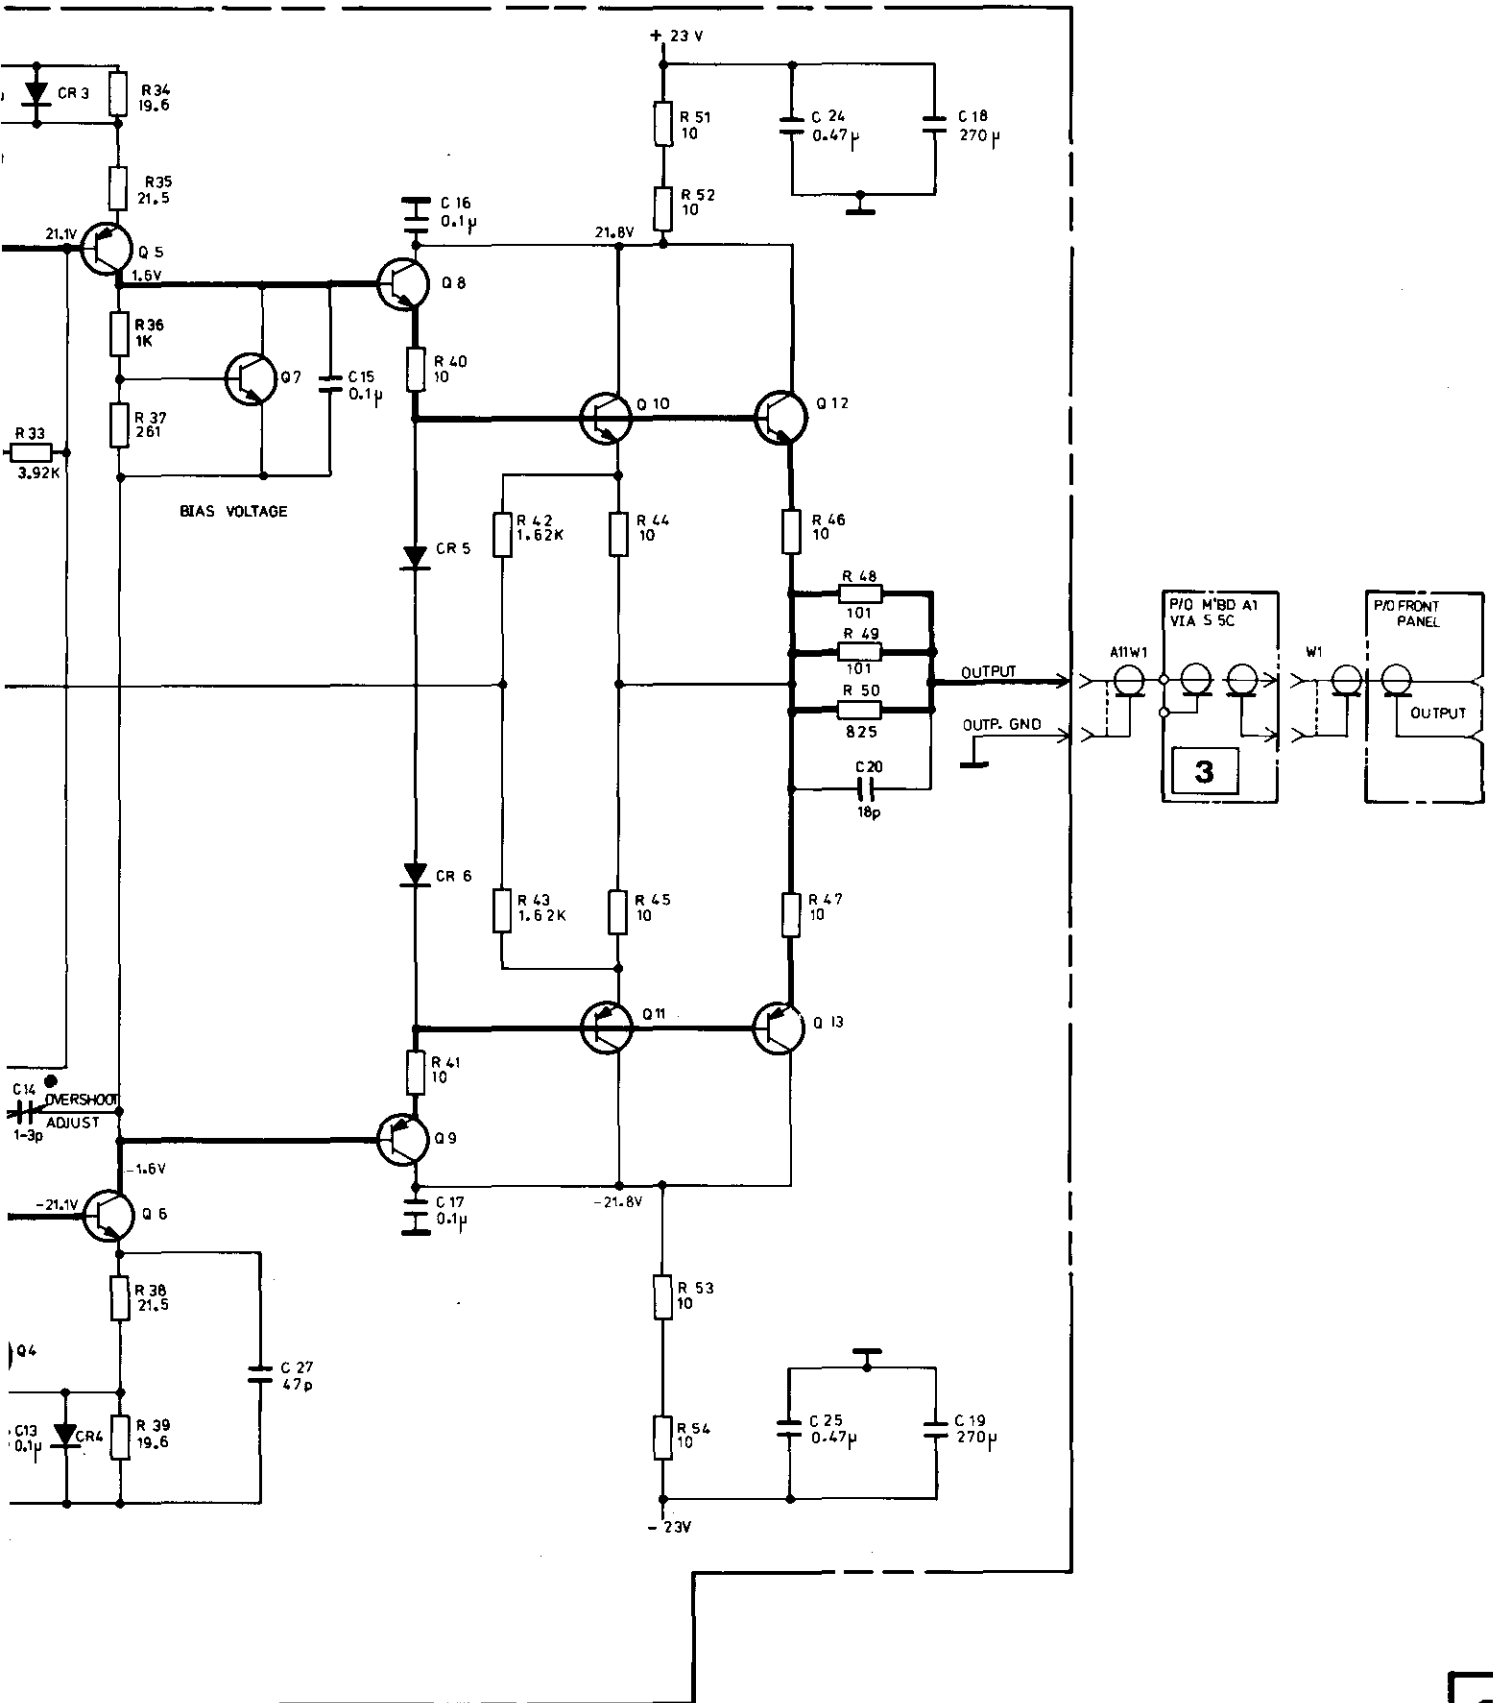 + 23 V
CR 3
R34
19.6
R 51
10
C 24
0.47µ
C 18
270 µ
R35
21.5
C 16
0.1µ
R 52
10
21.1V
21.8V
Q 5
1.6V
Q 8
R 36
1K
R 40
10
Q7
C 15
0.1µ
Q 10
Q 12
R 37
261
R 33
3.92K
BIAS VOLTAGE
R 42
1.62K
R 44
10
R 46
10
CR 5
R 48
101
P/O M'BD A1
VIA S 5C
P/O FRONT
PANEL
R 49
101
A11W1
W1
R 50
825
OUTPUT
OUTPUT
OUTP. GND
C20
18p
3
CR 6
R 43
1.62K
R 45
10
R 47
10
Q11
Q 13
R 41
10
C14
OVERSHOOT
ADJUST
1-3p
Q9
-1.6V
-21.1V
C 17
0.1µ
-21.8V
Q 6
R 38
21.5
R 53
10
Q4
C 27
47p
C13
0.1µ
CR4
R 39
19.6
R 54
10
C 25
0.47µ
C 19
270µ
- 23V